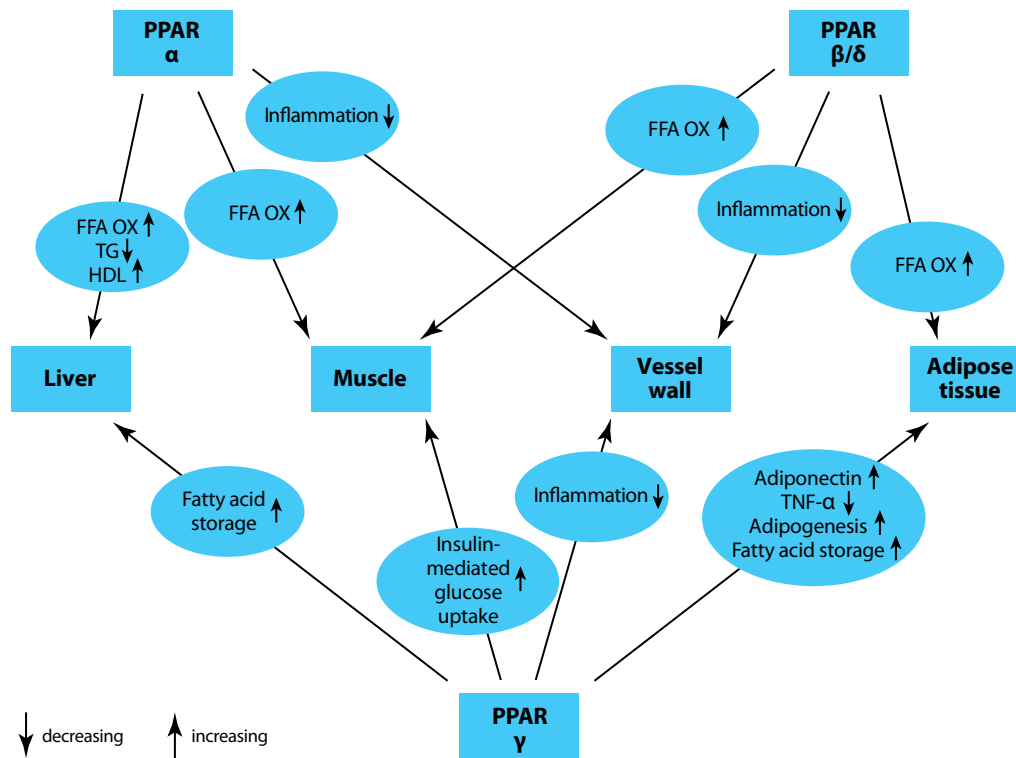 PPAR
α
PPAR
β/δ
Inflammation ↓
FFA OX ↑
FFA OX ↑
TG ↓
HDL ↑
FFA OX ↑
Inflammation ↓
FFA OX ↑
Liver
Muscle
Vessel
wall
Adipose
tissue
Fatty acid
storage ↑
Insulin-
mediated
glucose ↑
uptake
Inflammation ↓
Adiponectin ↑
TNF-α ↓
Adipogenesis ↑
Fatty acid storage ↑
PPAR
γ
↓ decreasing
↑ increasing